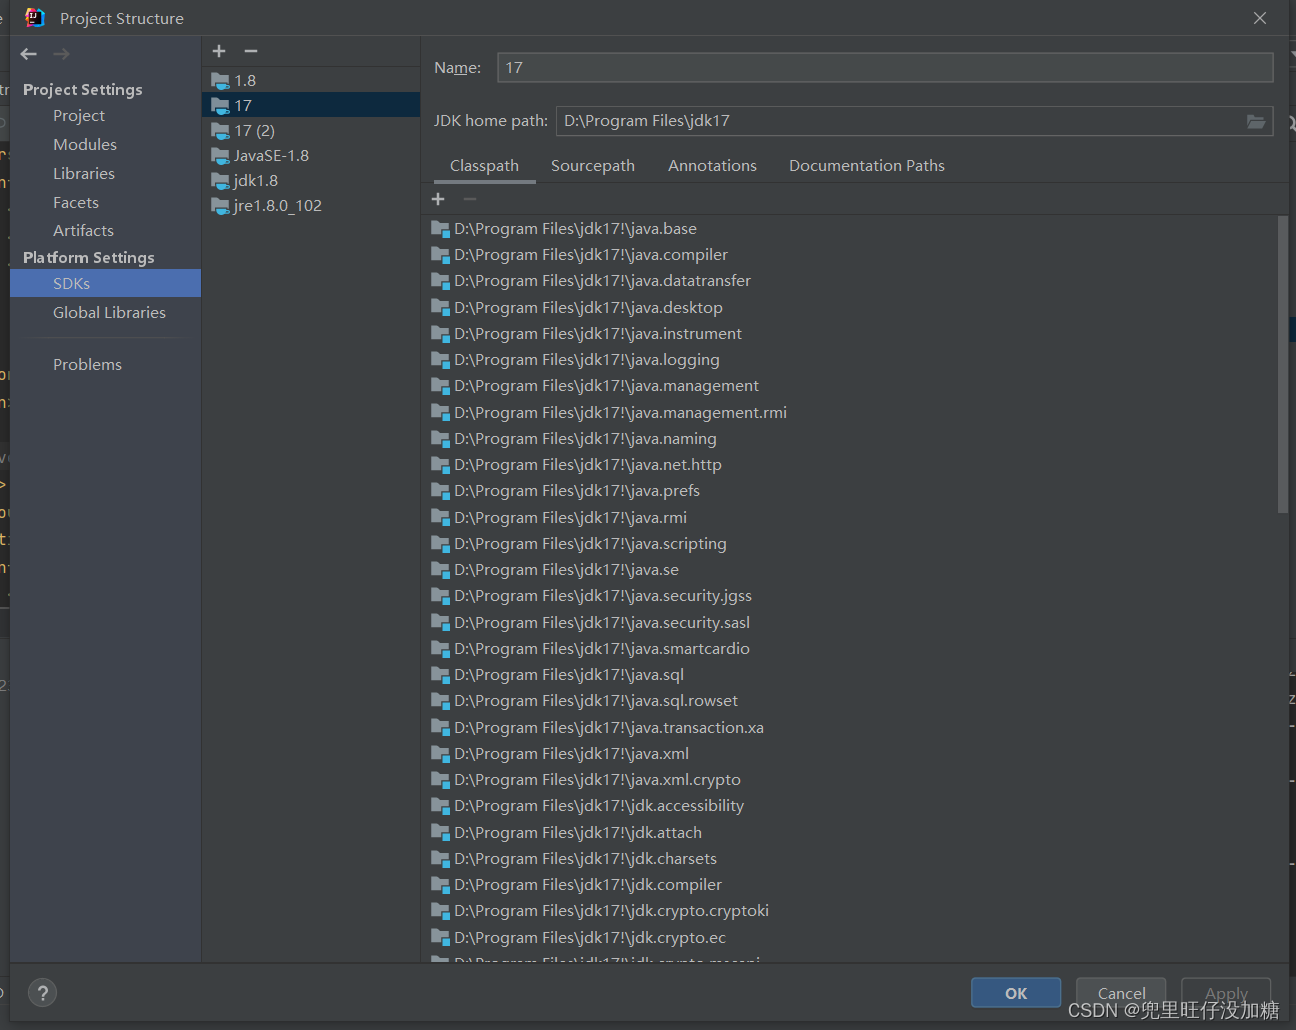 Project Structure
Project Settings
Project
Modules
Libraries
Facets
Artifacts
Platform Settings
SDKs
Global Libraries
Problems
1.8
17
17 (2)
JavaSE-1.8
jdk1.8
jre1.8.0_102
Name: 17
JDK home path: D:\Program Files\jdk17
Classpath Sourcepath Annotations Documentation Paths
D:\Program Files\jdk17!\java.base
D:\Program Files\jdk17!\java.compiler
D:\Program Files\jdk17!\java.datatransfer
D:\Program Files\jdk17!\java.desktop
D:\Program Files\jdk17!\java.instrument
D:\Program Files\jdk17!\java.logging
D:\Program Files\jdk17!\java.management
D:\Program Files\jdk17!\java.management.rmi
D:\Program Files\jdk17!\java.naming
D:\Program Files\jdk17!\java.net.http
D:\Program Files\jdk17!\java.prefs
D:\Program Files\jdk17!\java.rmi
D:\Program Files\jdk17!\java.scripting
D:\Program Files\jdk17!\java.se
D:\Program Files\jdk17!\java.security.jgss
D:\Program Files\jdk17!\java.security.sasl
D:\Program Files\jdk17!\java.smartcardio
D:\Program Files\jdk17!\java.sql
D:\Program Files\jdk17!\java.sql.rowset
D:\Program Files\jdk17!\java.transaction.xa
D:\Program Files\jdk17!\java.xml
D:\Program Files\jdk17!\java.xml.crypto
D:\Program Files\jdk17!\jdk.accessibility
D:\Program Files\jdk17!\jdk.attach
D:\Program Files\jdk17!\jdk.charsets
D:\Program Files\jdk17!\jdk.compiler
D:\Program Files\jdk17!\jdk.crypto.cryptoki
D:\Program Files\jdk17!\jdk.crypto.ec
?
OK Cancel Apply
CSDN @兜里旺仔没加糖